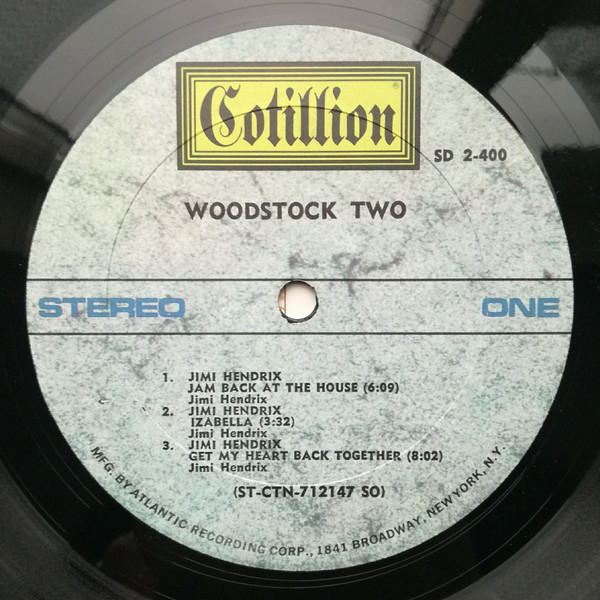 Cotillion
®
SD 2-400
WOODSTOCK TWO
STEREO
ONE
1. JIMI HENDRIX
JAM BACK AT THE HOUSE (6:09)
Jimi Hendrix
2. JIMI HENDRIX
IZABELLA (3:32)
Jimi Hendrix
3. JIMI HENDRIX
GET MY HEART BACK TOGETHER (8:02)
Jimi Hendrix
(ST-CTN-712147 SO)
MFG. BY ATLANTIC RECORDING CORP., 1841 BROADWAY, NEW YORK, N.Y.